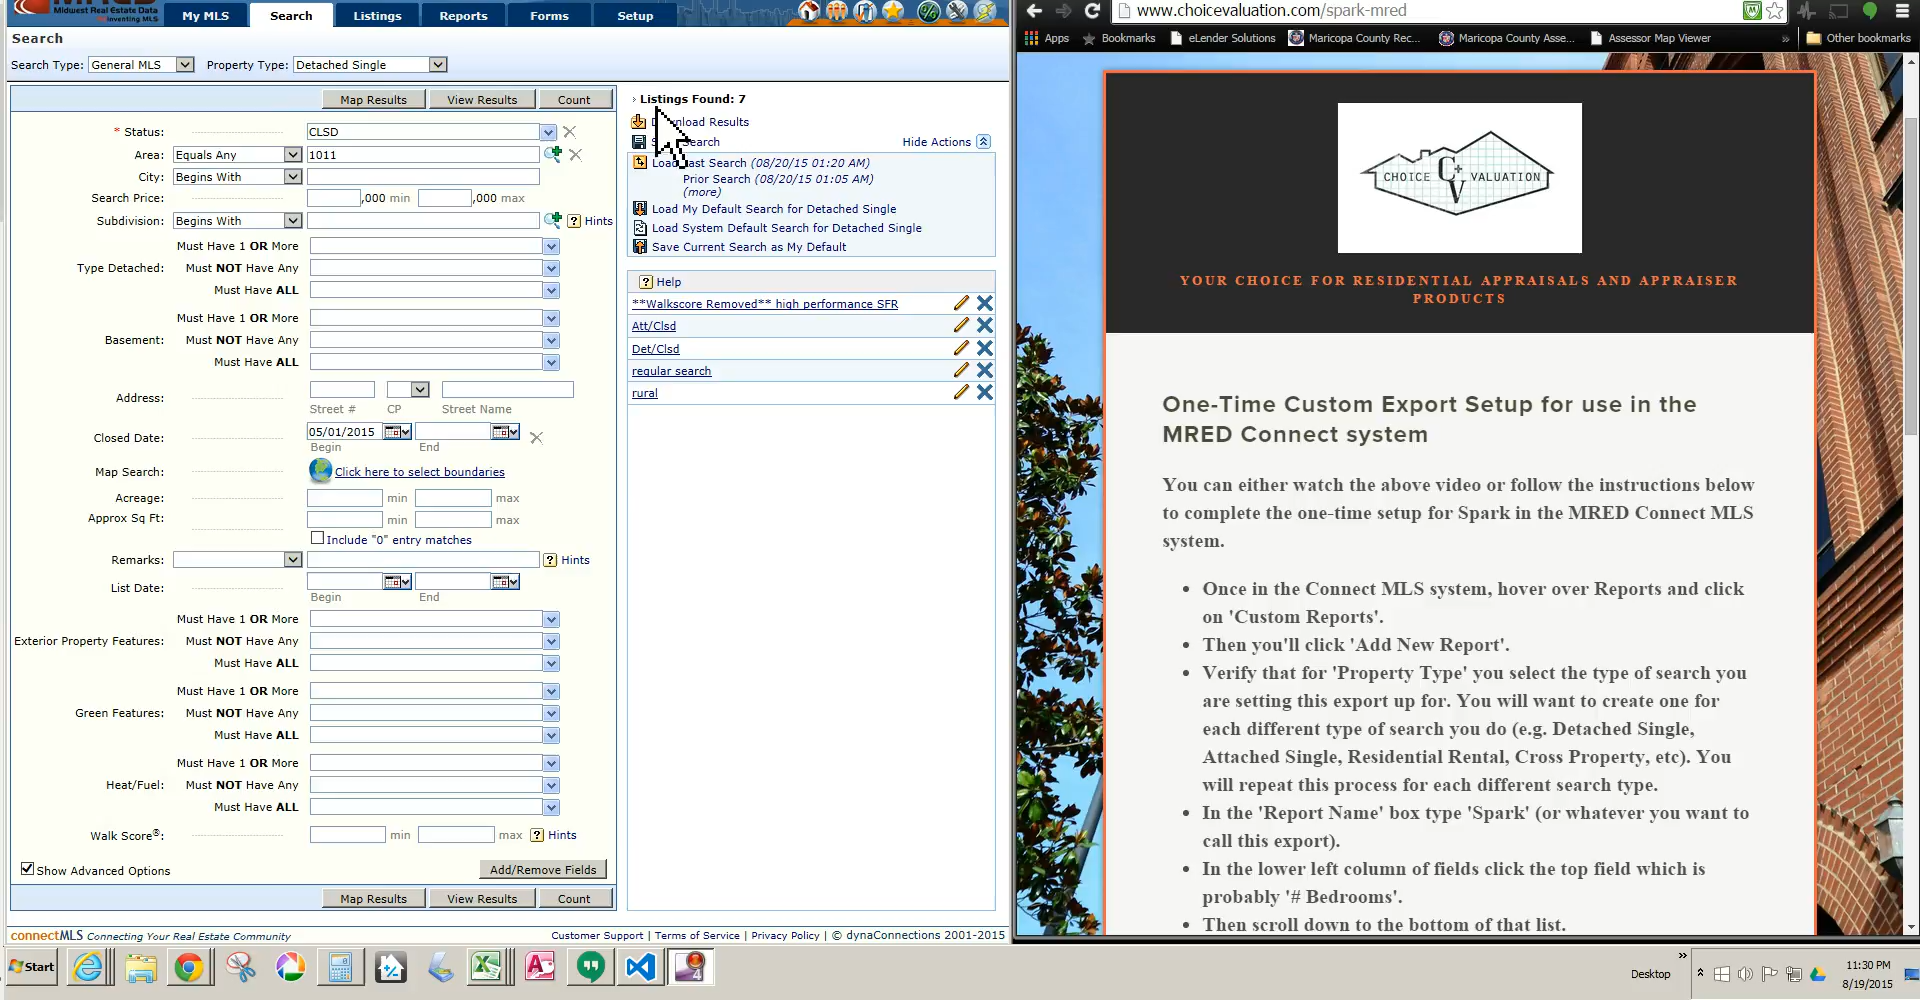 Midwest Real Estate Data
My MLS
Search
Listings
Reports
Forms
Setup
Search
Search Type: General MLS
Property Type: Detached Single
Map Results
View Results
Count
* Status: CLSD
Area: Equals Any 1011
City: Begins With
Search Price: ,000 min ,000 max
Subdivision: Begins With
Hints
Must Have 1 OR More
Type Detached: Must NOT Have Any
Must Have ALL
Must Have 1 OR More
Basement: Must NOT Have Any
Must Have ALL
Address:
Street # CP Street Name
Closed Date: 05/01/2015
Begin End
Map Search: Click here to select boundaries
Acreage: min max
Approx Sq Ft: min max
Include "0" entry matches
Remarks: Hints
List Date:
Begin End
Must Have 1 OR More
Exterior Property Features: Must NOT Have Any
Must Have ALL
Must Have 1 OR More
Green Features: Must NOT Have Any
Must Have ALL
Must Have 1 OR More
Heat/Fuel: Must NOT Have Any
Must Have ALL
Walk Score®: min max Hints
Show Advanced Options
Add/Remove Fields
Map Results
View Results
Count
Listings Found: 7
Results
Hide Actions
Search (08/20/15 01:20 AM)
Prior Search (08/20/15 01:05 AM)
(more)
Load My Default Search for Detached Single
Load System Default Search for Detached Single
Save Current Search as My Default
Help
**Walkscore Removed** high performance SFR
Att/Clsd
Det/Clsd
regular search
rural
connectMLS Connecting Your Real Estate Community
Customer Support | Terms of Service | Privacy Policy | © dynaConnections 2001-2015
www.choicevaluation.com/spark-mred
Apps
Bookmarks
eLender Solutions
Maricopa County Rec...
Maricopa County Asse...
Assessor Map Viewer
»
Other bookmarks
CHOICE C+V VALUATION
YOUR CHOICE FOR RESIDENTIAL APPRAISALS AND APPRAISER
PRODUCTS
One-Time Custom Export Setup for use in the
MRED Connect system
You can either watch the above video or follow the instructions below
to complete the one-time setup for Spark in the MRED Connect MLS
system.
• Once in the Connect MLS system, hover over Reports and click
on 'Custom Reports'.
• Then you'll click 'Add New Report'.
• Verify that for 'Property Type' you select the type of search you
are setting this export up for. You will want to create one for
each different type of search you do (e.g. Detached Single,
Attached Single, Residential Rental, Cross Property, etc). You
will repeat this process for each different search type.
• In the 'Report Name' box type 'Spark' (or whatever you want to
call this export).
• In the lower left column of fields click the top field which is
probably '# Bedrooms'.
• Then scroll down to the bottom of that list.
Start
Desktop
»
11:30 PM
8/19/2015